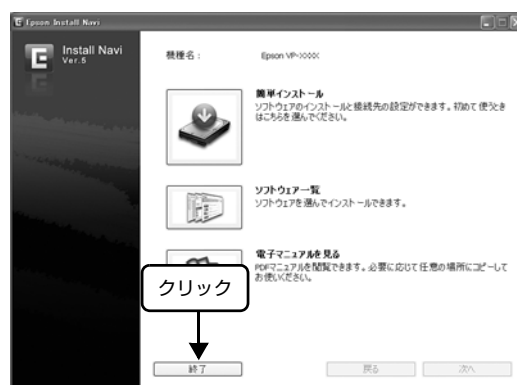 Epson Install Navi
Install Navi
Ver.5
機種名：
Epson VP-XXXX
簡単インストール
ソフトウェアのインストールと接続先の設定ができます。初めて使うとき
はこちらを選んでください。
ソフトウェア一覧
ソフトウェアを選んでインストールできます。
電子マニュアルを見る
PDFマニュアルを閲覧できます。必要に応じて任意の場所にコピーして
お使いください。
クリック
終了
戻る
次へ